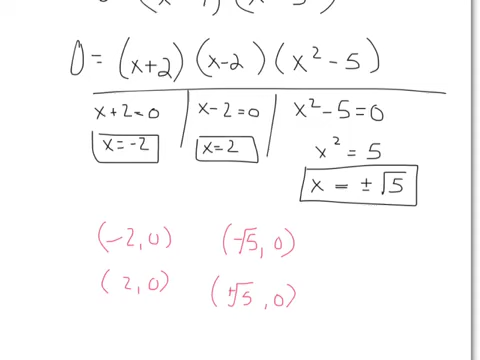 0 = (x+2) (x-2) (x² - 5)
x+2=0 | x-2=0 | x²-5=0
x=-2 x=2 x² = 5
x = ±√5
(-2, 0) (-√5, 0)
(2, 0) (+√5, 0)